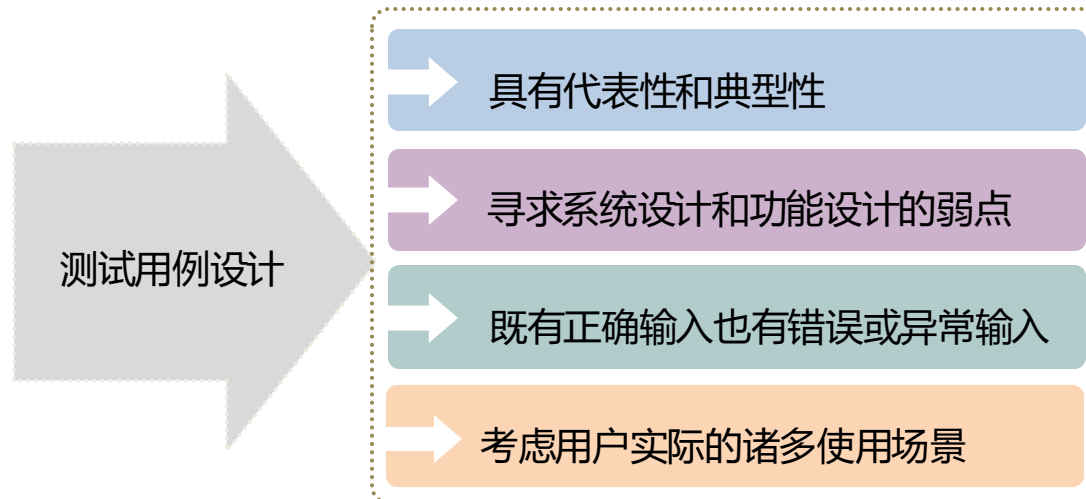 测试用例设计
具有代表性和典型性
寻求系统设计和功能设计的弱点
既有正确输入也有错误或异常输入
考虑用户实际的诸多使用场景